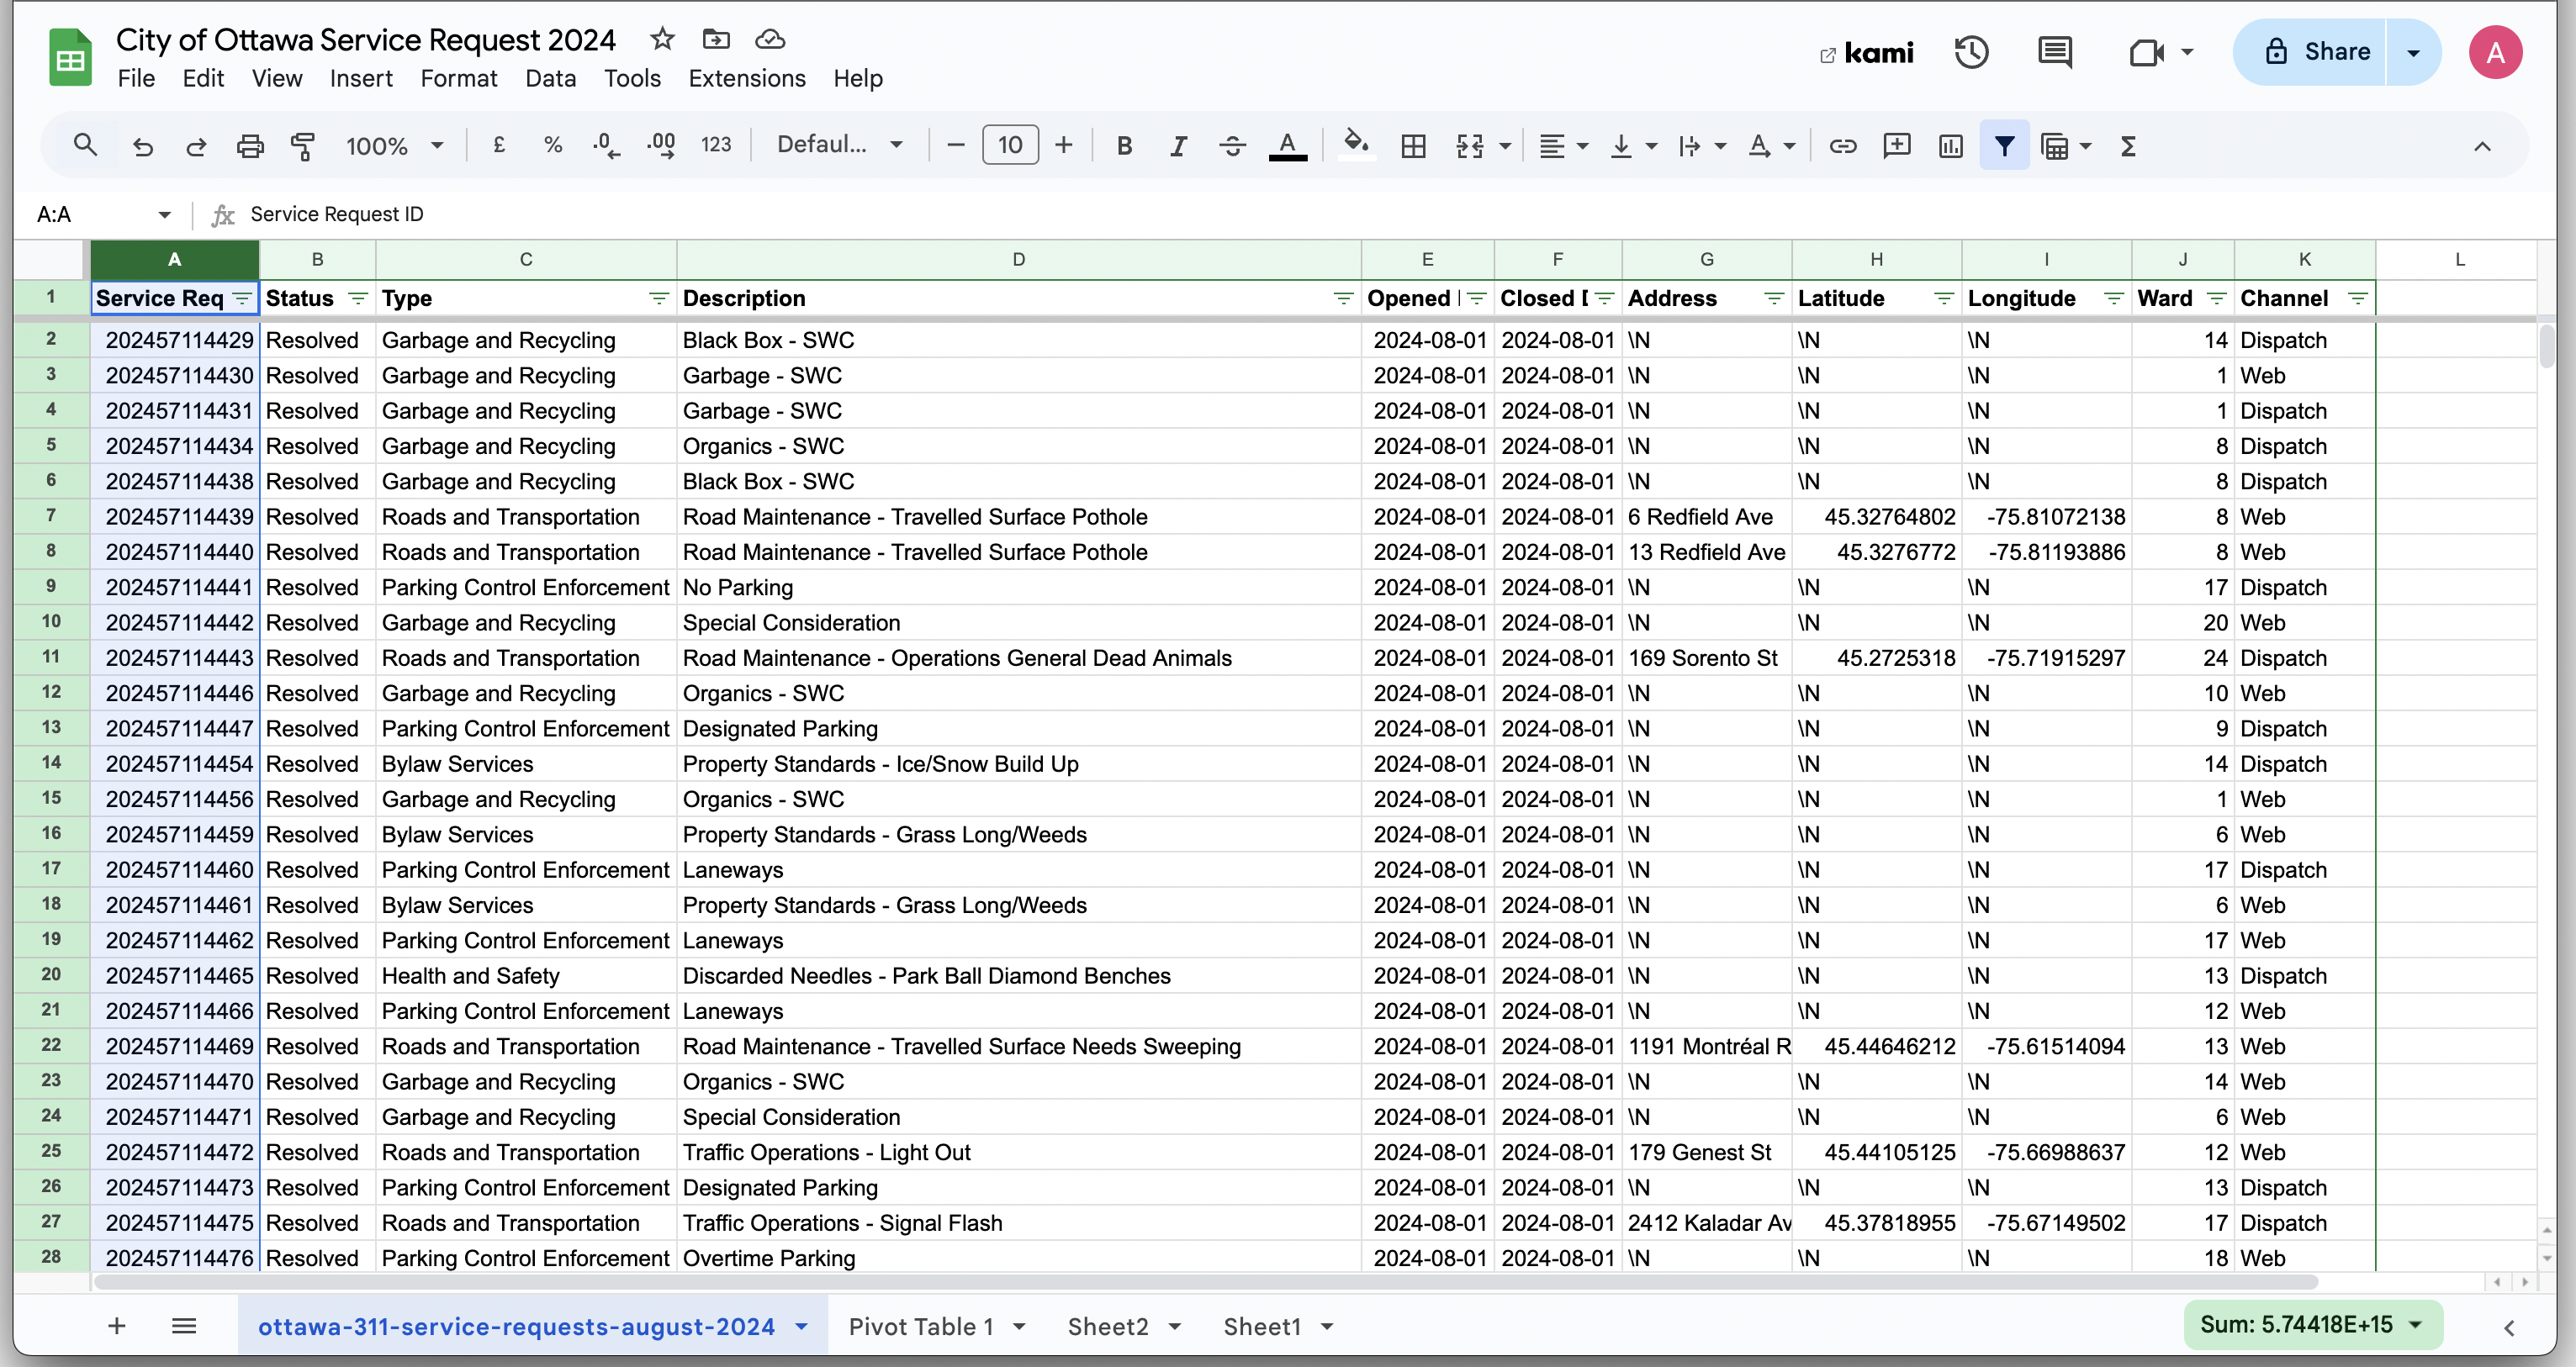 City of Ottawa Service Request 2024
kami
Share
A
File Edit View Insert Format Data Tools Extensions Help
100% £ % .0 .00 123 Defaul... − 10 + B I A A Σ
A:A fx Service Request ID
A B C D E F G H I J K L
1 Service Req Status Type Description Opened Closed Address Latitude Longitude Ward Channel
2 202457114429 Resolved Garbage and Recycling Black Box - SWC 2024-08-01 2024-08-01 \N \N \N 14 Dispatch
3 202457114430 Resolved Garbage and Recycling Garbage - SWC 2024-08-01 2024-08-01 \N \N \N 1 Web
4 202457114431 Resolved Garbage and Recycling Garbage - SWC 2024-08-01 2024-08-01 \N \N \N 1 Dispatch
5 202457114434 Resolved Garbage and Recycling Organics - SWC 2024-08-01 2024-08-01 \N \N \N 8 Dispatch
6 202457114438 Resolved Garbage and Recycling Black Box - SWC 2024-08-01 2024-08-01 \N \N \N 8 Dispatch
7 202457114439 Resolved Roads and Transportation Road Maintenance - Travelled Surface Pothole 2024-08-01 2024-08-01 6 Redfield Ave 45.32764802 -75.81072138 8 Web
8 202457114440 Resolved Roads and Transportation Road Maintenance - Travelled Surface Pothole 2024-08-01 2024-08-01 13 Redfield Ave 45.3276772 -75.81193886 8 Web
9 202457114441 Resolved Parking Control Enforcement No Parking 2024-08-01 2024-08-01 \N \N \N 17 Dispatch
10 202457114442 Resolved Garbage and Recycling Special Consideration 2024-08-01 2024-08-01 \N \N \N 20 Web
11 202457114443 Resolved Roads and Transportation Road Maintenance - Operations General Dead Animals 2024-08-01 2024-08-01 169 Sorento St 45.2725318 -75.71915297 24 Dispatch
12 202457114446 Resolved Garbage and Recycling Organics - SWC 2024-08-01 2024-08-01 \N \N \N 10 Web
13 202457114447 Resolved Parking Control Enforcement Designated Parking 2024-08-01 2024-08-01 \N \N \N 9 Dispatch
14 202457114454 Resolved Bylaw Services Property Standards - Ice/Snow Build Up 2024-08-01 2024-08-01 \N \N \N 14 Dispatch
15 202457114456 Resolved Garbage and Recycling Organics - SWC 2024-08-01 2024-08-01 \N \N \N 1 Web
16 202457114459 Resolved Bylaw Services Property Standards - Grass Long/Weeds 2024-08-01 2024-08-01 \N \N \N 6 Web
17 202457114460 Resolved Parking Control Enforcement Laneways 2024-08-01 2024-08-01 \N \N \N 17 Dispatch
18 202457114461 Resolved Bylaw Services Property Standards - Grass Long/Weeds 2024-08-01 2024-08-01 \N \N \N 6 Web
19 202457114462 Resolved Parking Control Enforcement Laneways 2024-08-01 2024-08-01 \N \N \N 17 Web
20 202457114465 Resolved Health and Safety Discarded Needles - Park Ball Diamond Benches 2024-08-01 2024-08-01 \N \N \N 13 Dispatch
21 202457114466 Resolved Parking Control Enforcement Laneways 2024-08-01 2024-08-01 \N \N \N 12 Web
22 202457114469 Resolved Roads and Transportation Road Maintenance - Travelled Surface Needs Sweeping 2024-08-01 2024-08-01 1191 Montréal R 45.44646212 -75.61514094 13 Web
23 202457114470 Resolved Garbage and Recycling Organics - SWC 2024-08-01 2024-08-01 \N \N \N 14 Web
24 202457114471 Resolved Garbage and Recycling Special Consideration 2024-08-01 2024-08-01 \N \N \N 6 Web
25 202457114472 Resolved Roads and Transportation Traffic Operations - Light Out 2024-08-01 2024-08-01 179 Genest St 45.44105125 -75.66988637 12 Web
26 202457114473 Resolved Parking Control Enforcement Designated Parking 2024-08-01 2024-08-01 \N \N \N 13 Dispatch
27 202457114475 Resolved Roads and Transportation Traffic Operations - Signal Flash 2024-08-01 2024-08-01 2412 Kaladar Av 45.37818955 -75.67149502 17 Dispatch
28 202457114476 Resolved Parking Control Enforcement Overtime Parking 2024-08-01 2024-08-01 \N \N \N 18 Web
ottawa-311-service-requests-august-2024 Pivot Table 1 Sheet2 Sheet1 Sum: 5.74418E+15